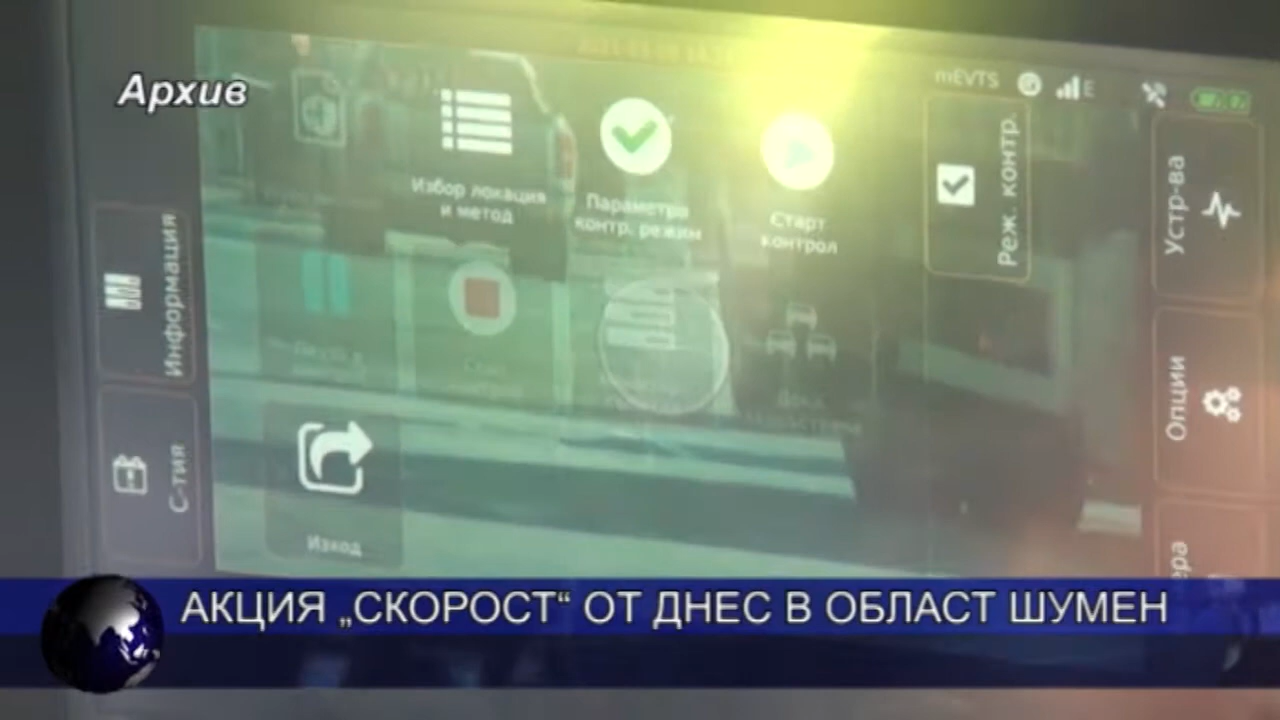 Архив
mEVTS
E
Избор локация
и метод
Параметри
контр. режим
Старт
контрол
Реж. контр.
Устр-ва
Информация
Опции
С-тия
Изход
АКЦИЯ „СКОРОСТ“ ОТ ДНЕС В ОБЛАСТ ШУМЕН